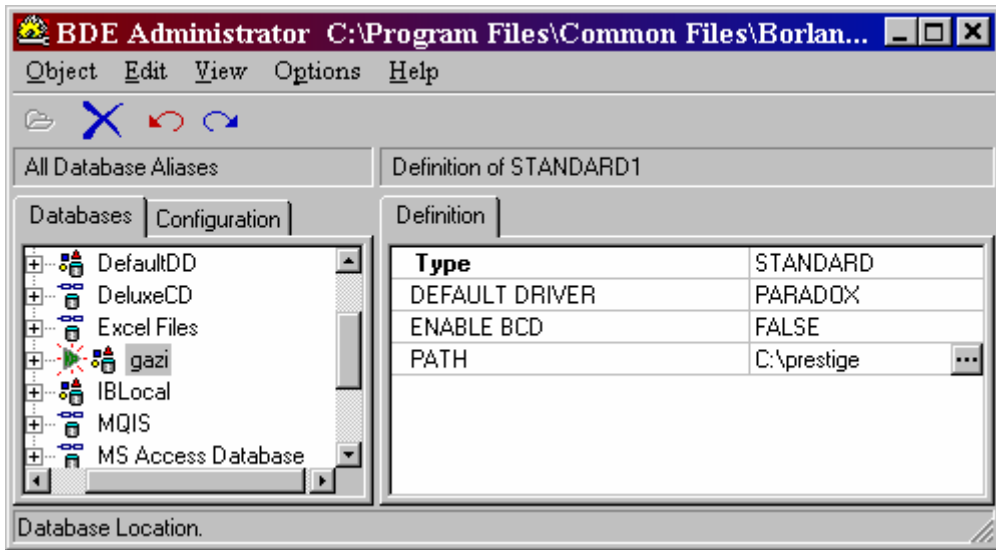 BDE Administrator C:\Program Files\Common Files\Borlan...
Object Edit View Options Help
All Database Aliases
Definition of STANDARD1
Databases Configuration
Definition
DefaultDD
DeluxeCD
Excel Files
gazi
IBLocal
MQIS
MS Access Database
Type STANDARD
DEFAULT DRIVER PARADOX
ENABLE BCD FALSE
PATH C:\prestige ...
Database Location.